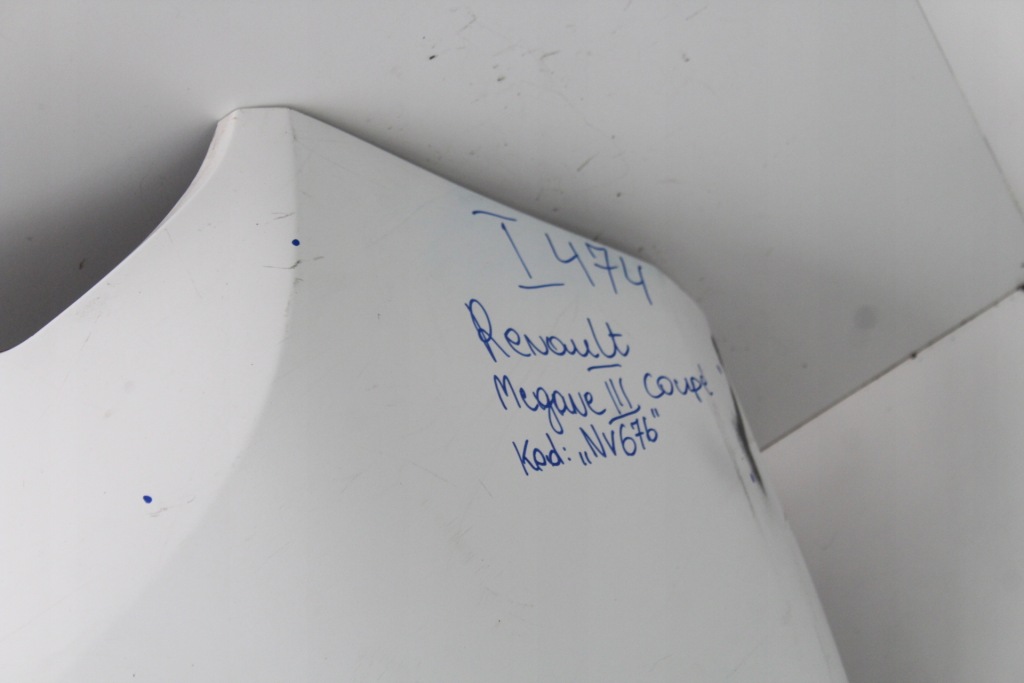 I 474
Renault
Megane III coupe
Kod: „NV676”